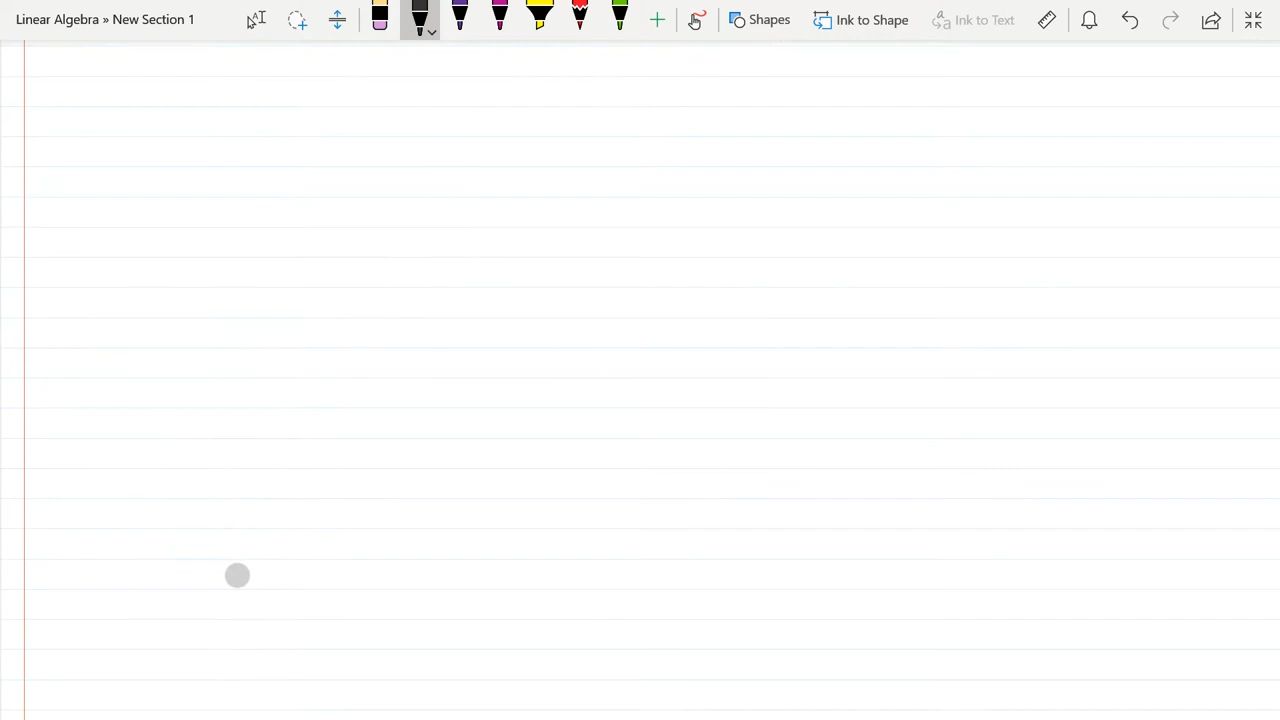 Linear Algebra » New Section 1
Shapes
Ink to Shape
Ink to Text